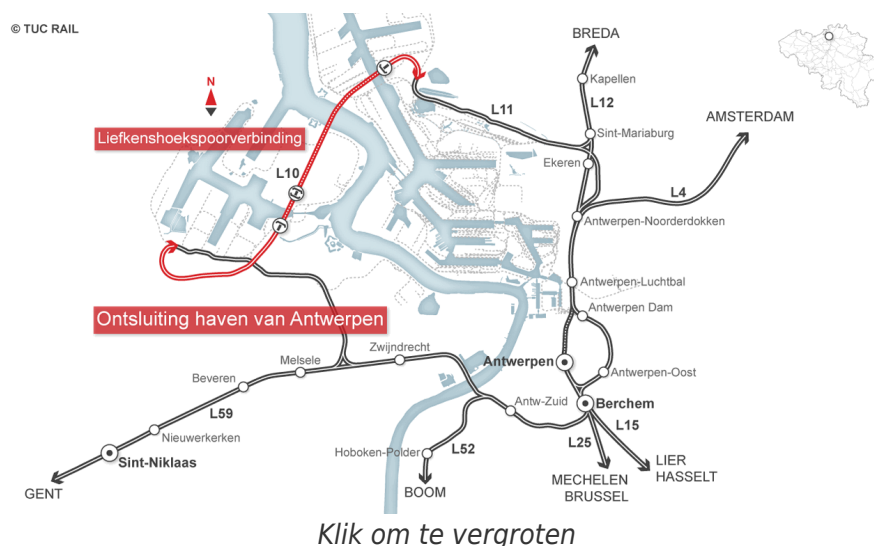 © TUC RAIL
BREDA
Kapellen
L12
L11
AMSTERDAM
N
Sint-Mariaburg
Liefkenshoekspoorverbinding
Ekeren
L10
L4
Antwerpen-Noorderdokken
Antwerpen-Luchtbal
Ontsluiting haven van Antwerpen
Antwerpen Dam
Zwijndrecht
Melsele
Antwerpen
Antwerpen-Oost
Beveren
Antw-Zuid
Berchem
L59
L15
Nieuwerkerken
L25
Hoboken-Polder
L52
Sint-Niklaas
LIER
HASSELT
MECHELEN
BRUSSEL
GENT
BOOM
Klik om te vergroten